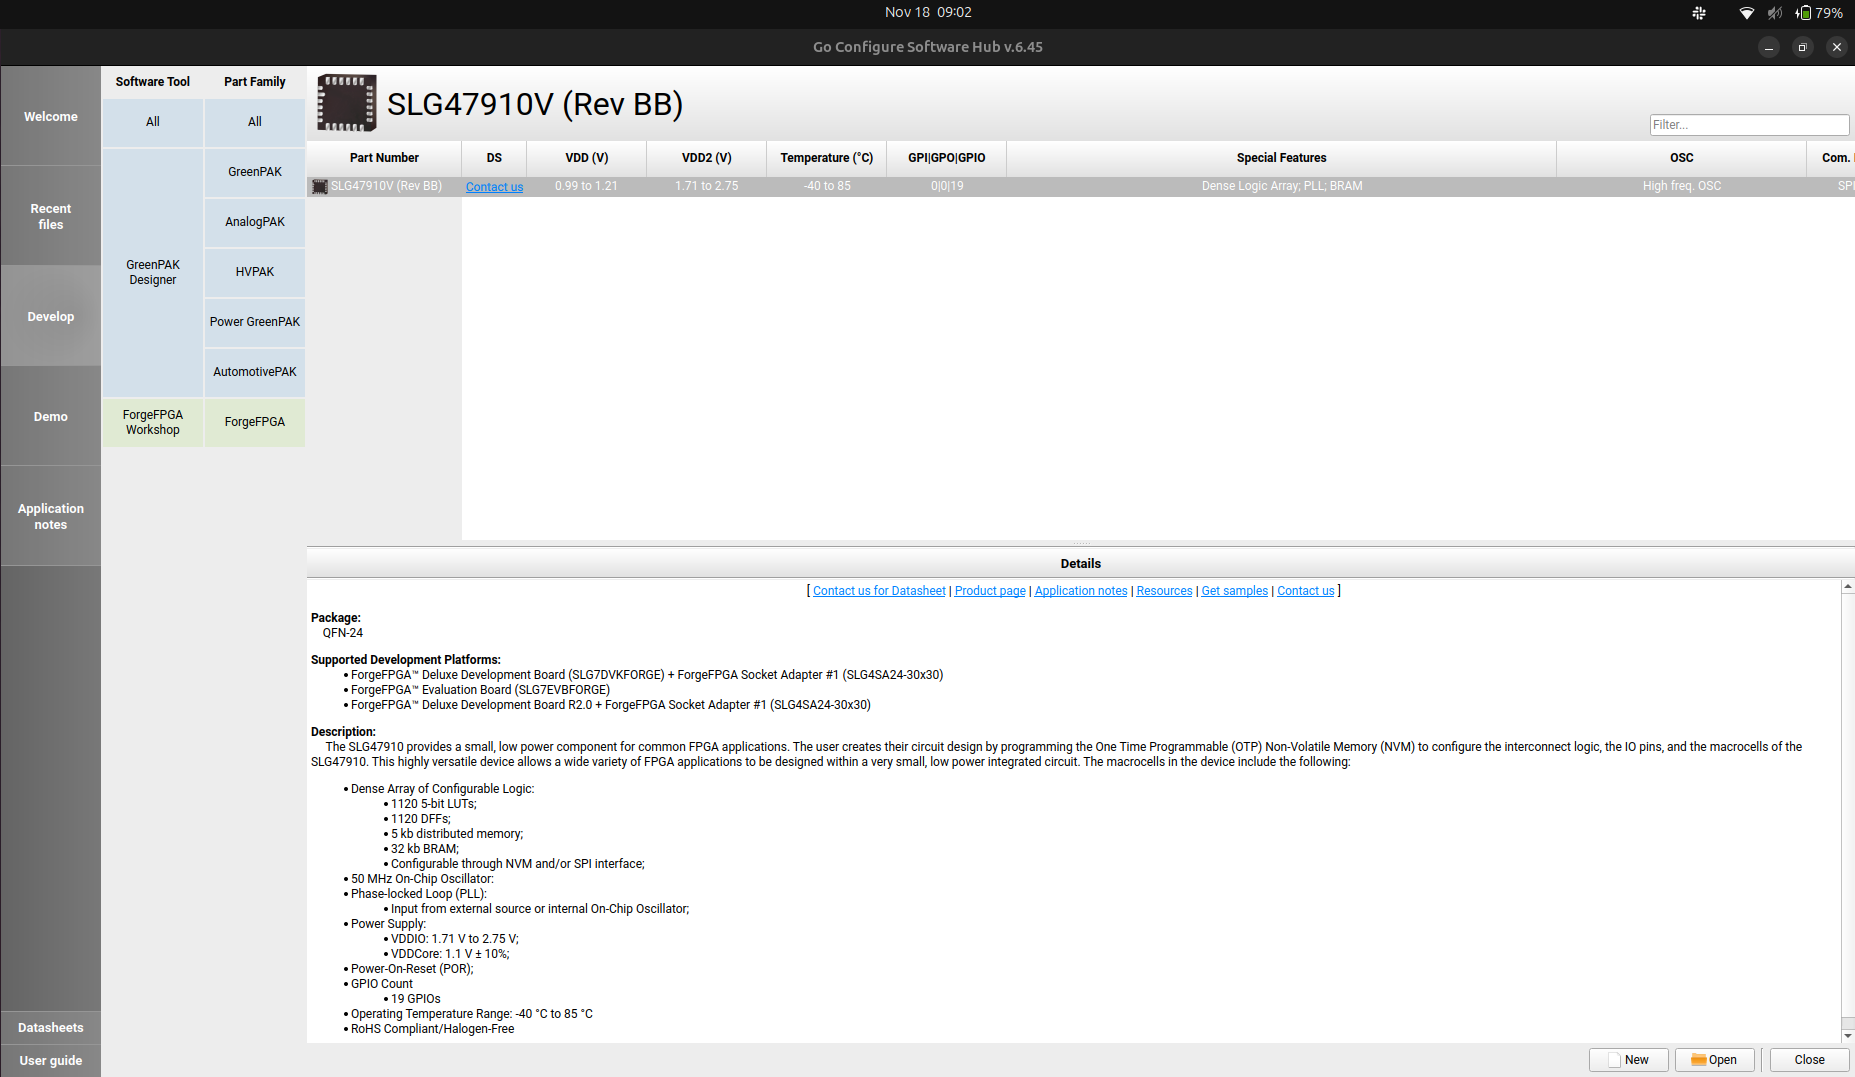 Nov 18 09:02
79%
Go Configure Software Hub v.6.45
Welcome
Recent
files
Develop
Demo
Application
notes
Datasheets
User guide
Software Tool
Part Family
All
All
GreenPAK
Designer
GreenPAK
AnalogPAK
HVPAK
Power GreenPAK
AutomotivePAK
ForgeFPGA
Workshop
ForgeFPGA
SLG47910V (Rev BB)
Filter...
Part Number DS VDD (V) VDD2 (V) Temperature (°C) GPI|GPO|GPIO Special Features OSC Com.
SLG47910V (Rev BB) Contact us 0.99 to 1.21 1.71 to 2.75 -40 to 85 0|0|19 Dense Logic Array; PLL; BRAM High freq. OSC SPI
Details
[ Contact us for Datasheet | Product page | Application notes | Resources | Get samples | Contact us ]
Package:
QFN-24
Supported Development Platforms:
• ForgeFPGA™ Deluxe Development Board (SLG7DVKFORGE) + ForgeFPGA Socket Adapter #1 (SLG4SA24-30x30)
• ForgeFPGA™ Evaluation Board (SLG7EVBFORGE)
• ForgeFPGA™ Deluxe Development Board R2.0 + ForgeFPGA Socket Adapter #1 (SLG4SA24-30x30)
Description:
The SLG47910 provides a small, low power component for common FPGA applications. The user creates their circuit design by programming the One Time Programmable (OTP) Non-Volatile Memory (NVM) to configure the interconnect logic, the IO pins, and the macrocells of the
SLG47910. This highly versatile device allows a wide variety of FPGA applications to be designed within a very small, low power integrated circuit. The macrocells in the device include the following:
• Dense Array of Configurable Logic:
• 1120 5-bit LUTs;
• 1120 DFFs;
• 5 kb distributed memory;
• 32 kb BRAM;
• Configurable through NVM and/or SPI interface;
• 50 MHz On-Chip Oscillator:
• Phase-locked Loop (PLL):
• Input from external source or internal On-Chip Oscillator;
• Power Supply:
• VDDIO: 1.71 V to 2.75 V;
• VDDCore: 1.1 V ± 10%;
• Power-On-Reset (POR);
• GPIO Count
• 19 GPIOs
• Operating Temperature Range: -40 °C to 85 °C
• RoHS Compliant/Halogen-Free
New
Open
Close